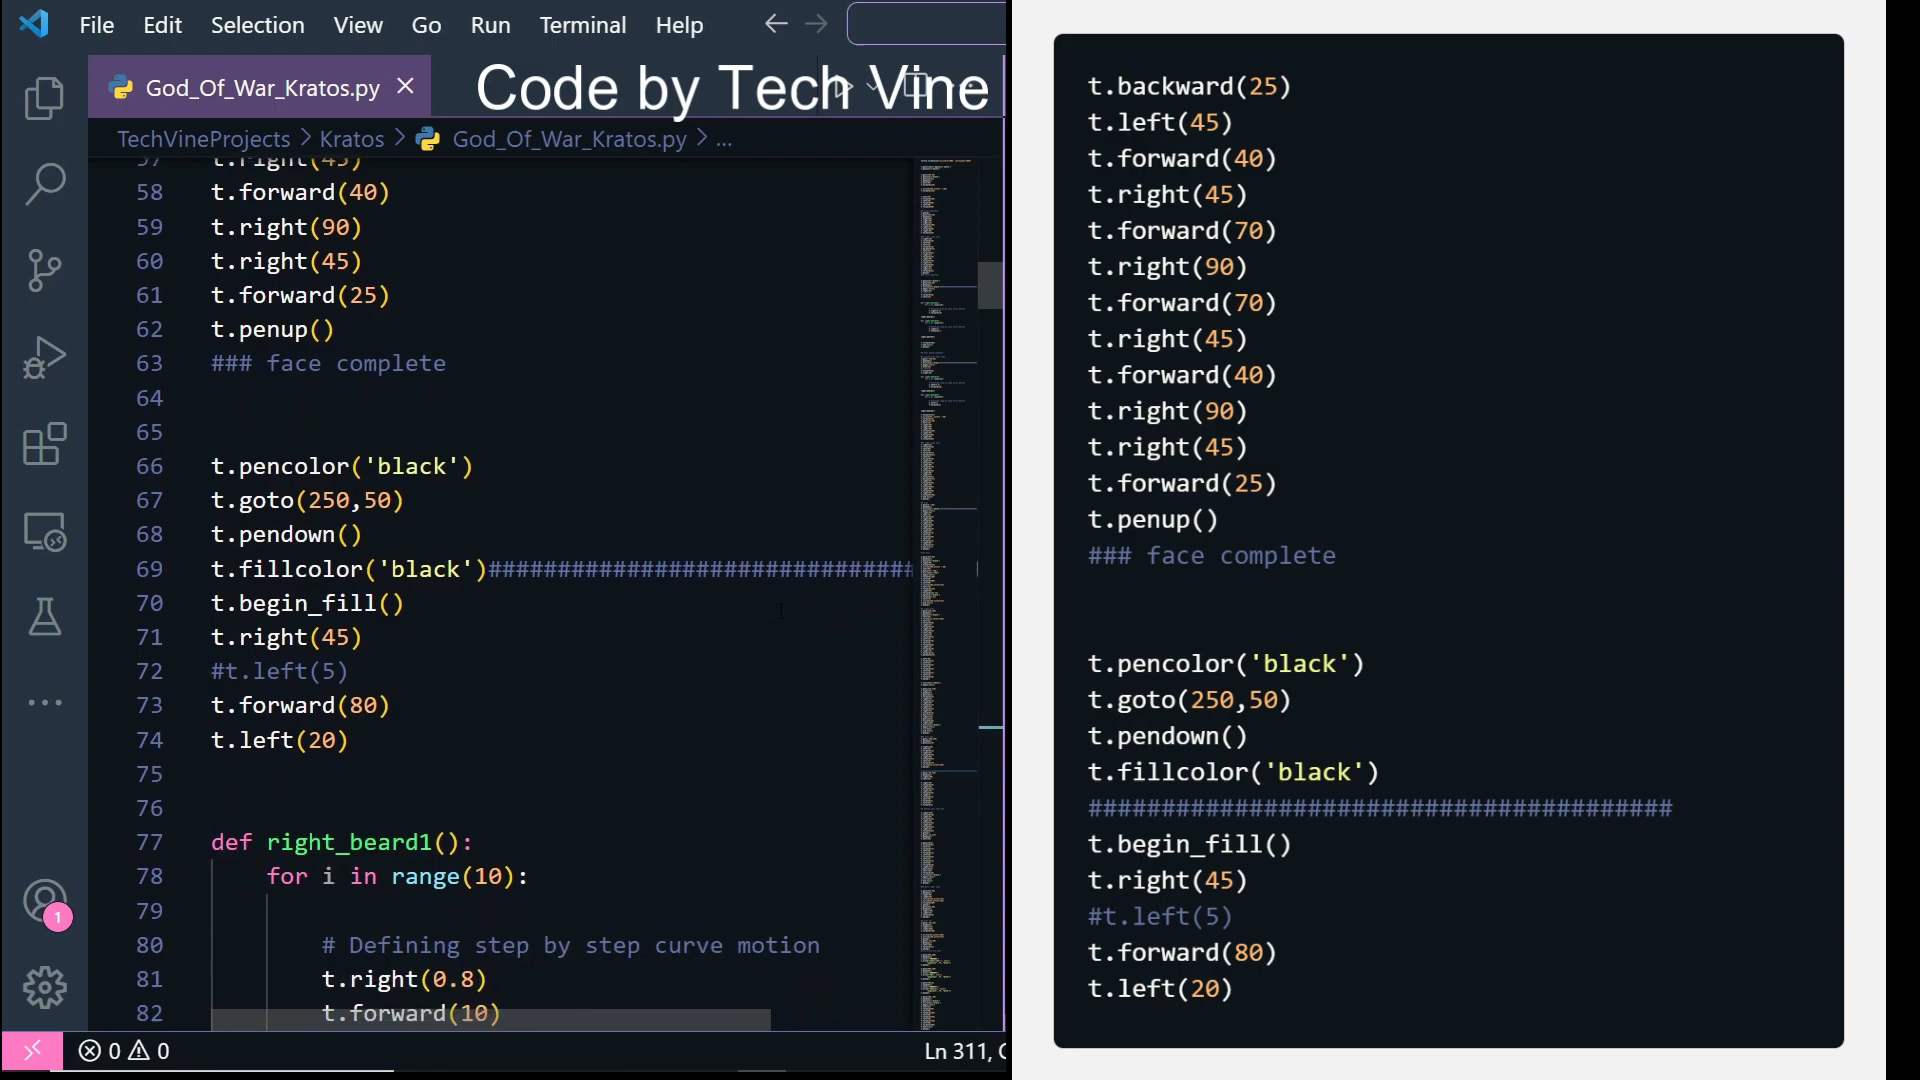 File Edit Selection View Go Run Terminal Help
God_Of_War_Kratos.py
Code by Tech Vine
TechVineProjects > Kratos > God_Of_War_Kratos.py > ...
57 t.right(45)
58 t.forward(40)
59 t.right(90)
60 t.right(45)
61 t.forward(25)
62 t.penup()
63 ### face complete
64
65
66 t.pencolor('black')
67 t.goto(250,50)
68 t.pendown()
69 t.fillcolor('black')###############################
70 t.begin_fill()
71 t.right(45)
72 #t.left(5)
73 t.forward(80)
74 t.left(20)
75
76
77 def right_beard1():
78 for i in range(10):
79
80 # Defining step by step curve motion
81 t.right(0.8)
82 t.forward(10)
1
0 0
Ln 311,
t.backward(25)
t.left(45)
t.forward(40)
t.right(45)
t.forward(70)
t.right(90)
t.forward(70)
t.right(45)
t.forward(40)
t.right(90)
t.right(45)
t.forward(25)
t.penup()
### face complete
t.pencolor('black')
t.goto(250,50)
t.pendown()
t.fillcolor('black')
########################################
t.begin_fill()
t.right(45)
#t.left(5)
t.forward(80)
t.left(20)